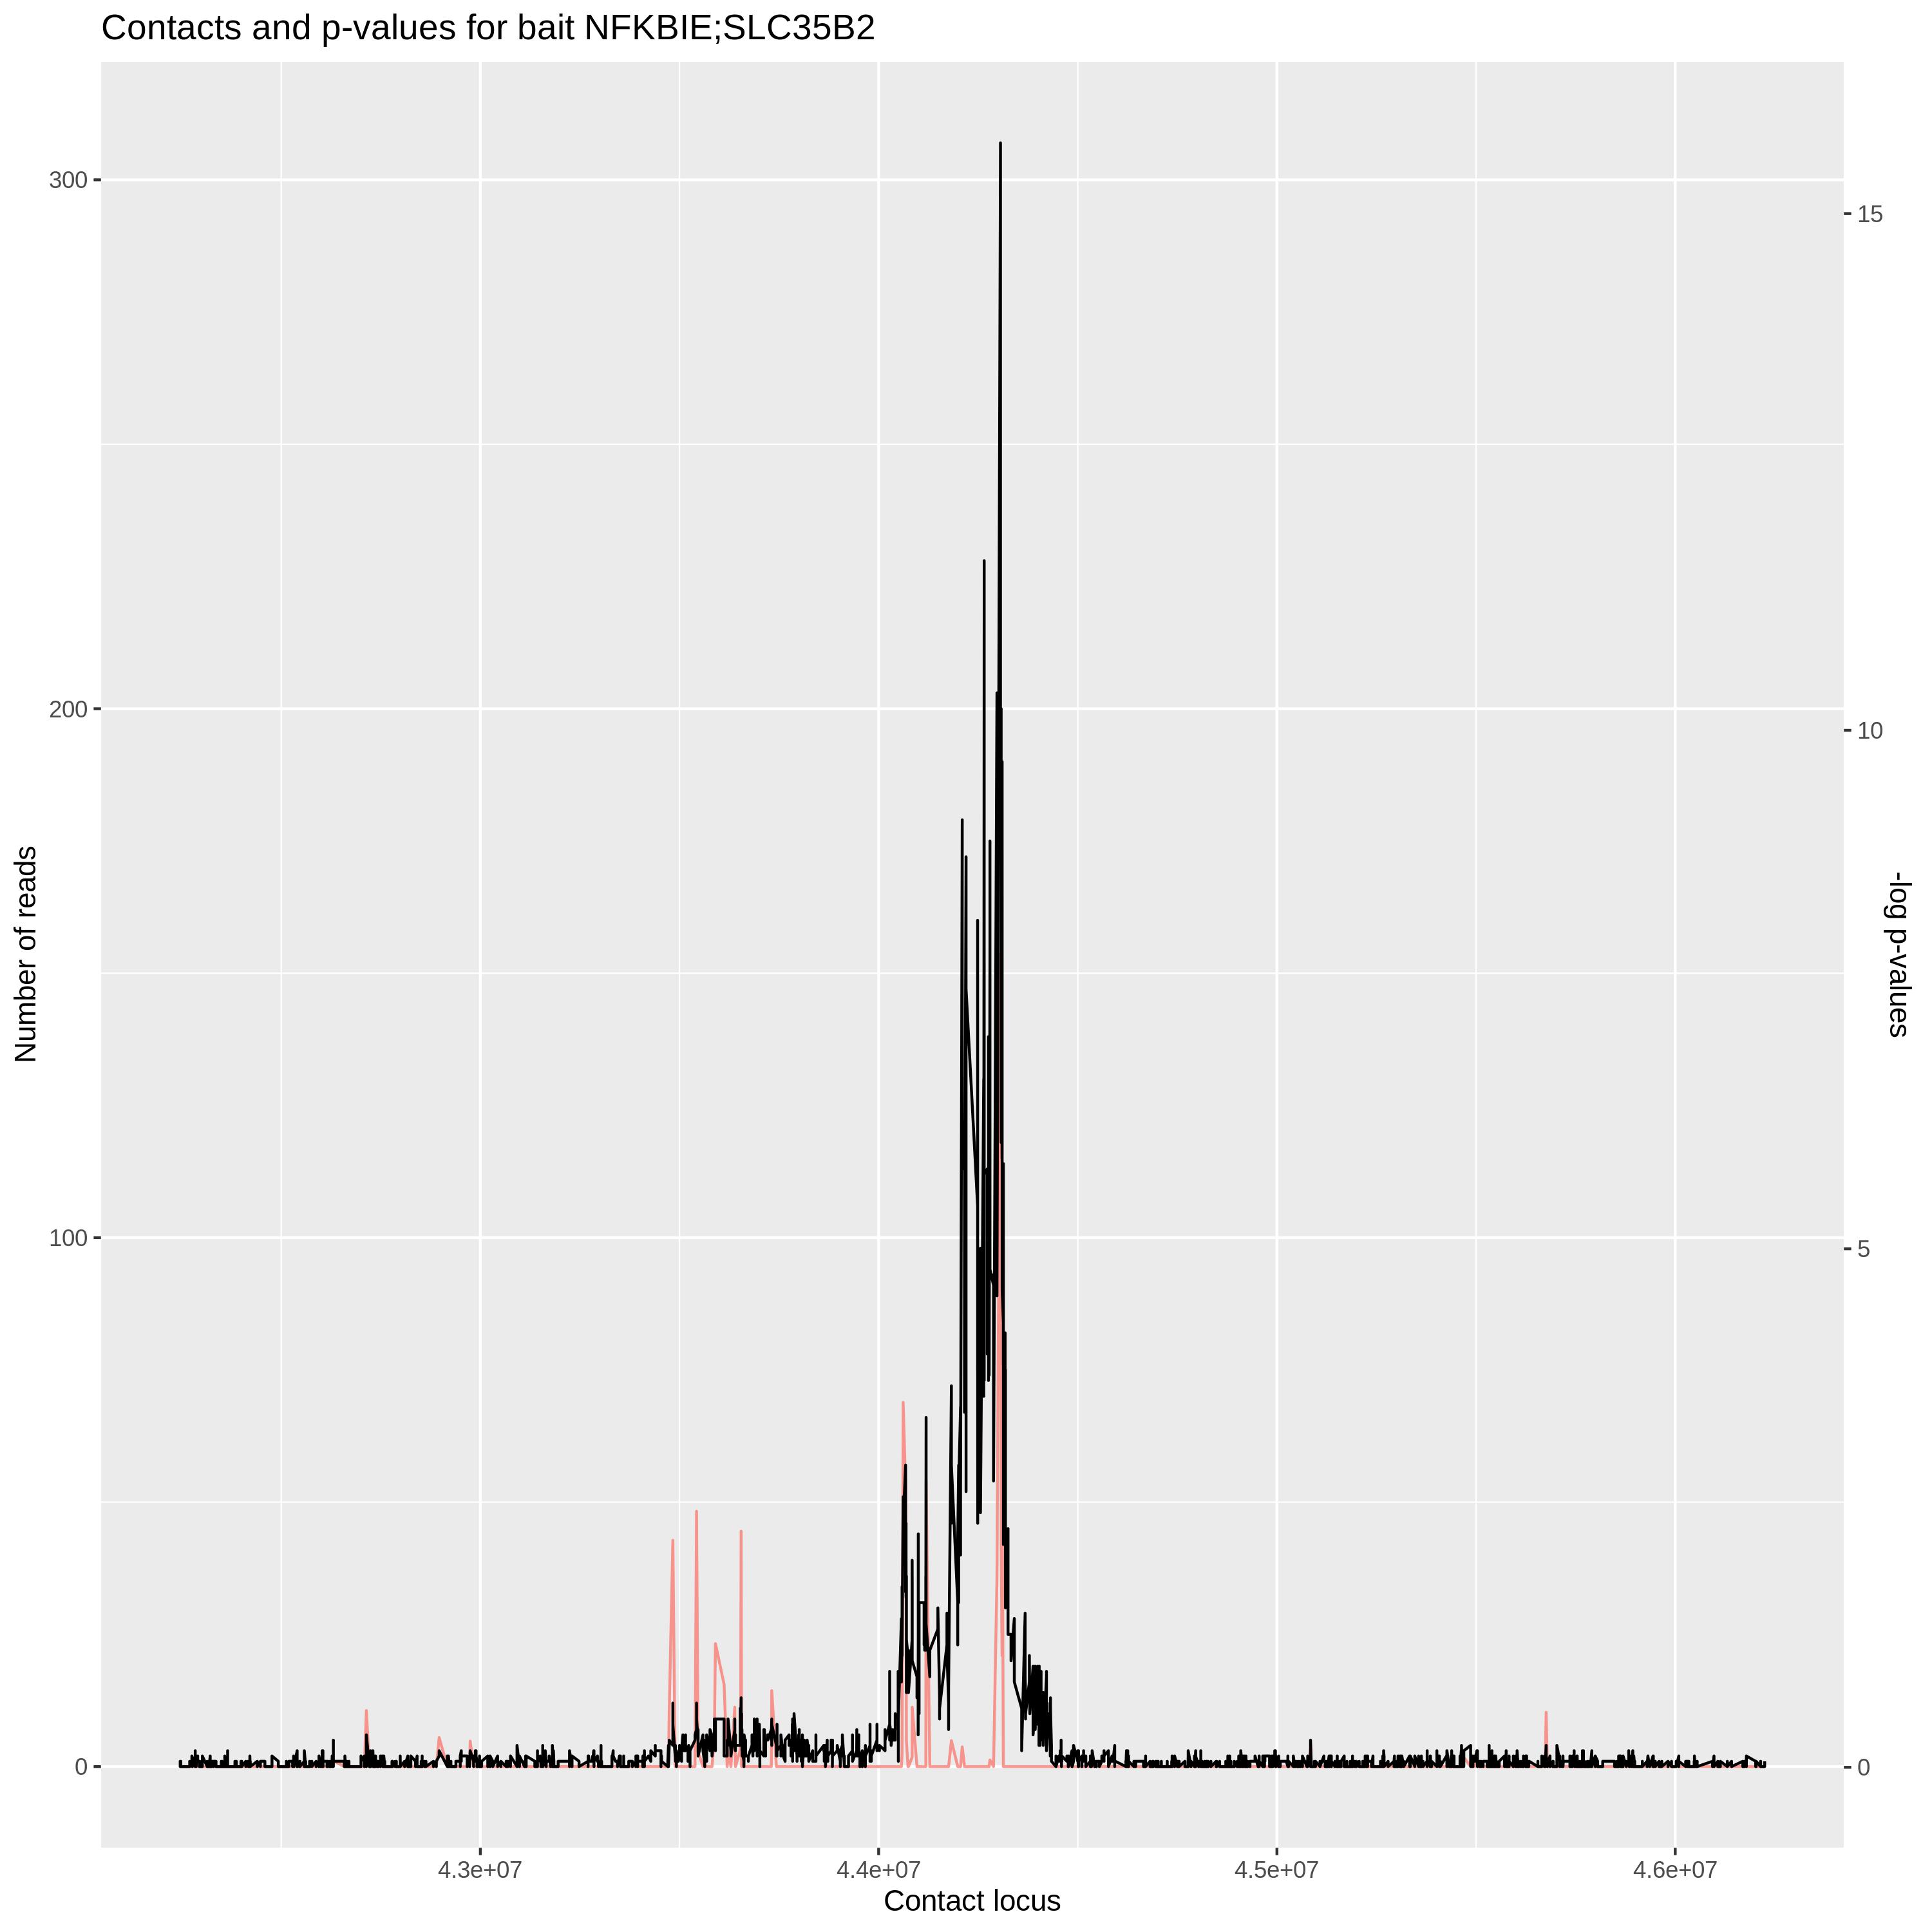 Contacts and p-values for bait NFKBIE;SLC35B2
300
200
100
0
Number of reads
15
10
5
0
-log p-values
4.3e+07
4.4e+07
4.5e+07
4.6e+07
Contact locus